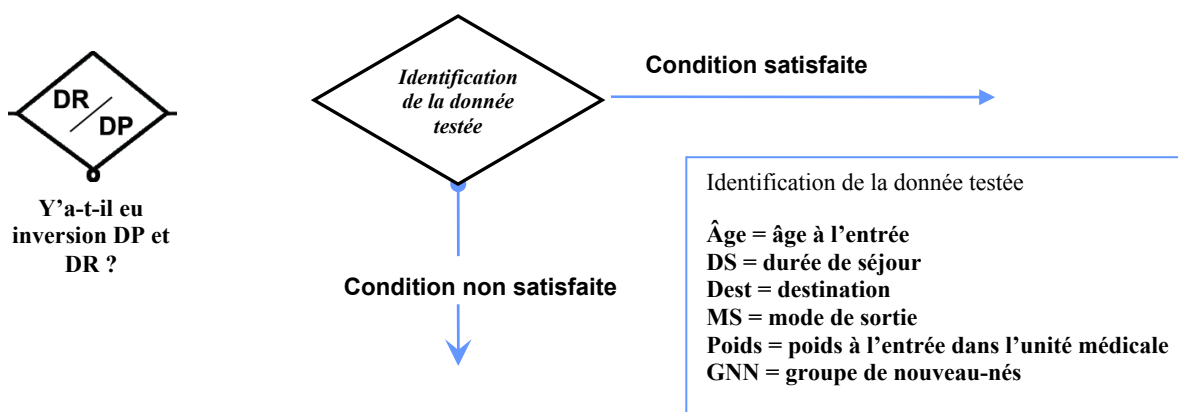 DR
DP
Y'a-t-il eu
inversion DP et
DR ?
Identification
de la donnée
testée
Condition satisfaite
Condition non satisfaite
Identification de la donnée testée
Âge = âge à l'entrée
DS = durée de séjour
Dest = destination
MS = mode de sortie
Poids = poids à l'entrée dans l'unité médicale
GNN = groupe de nouveau-nés